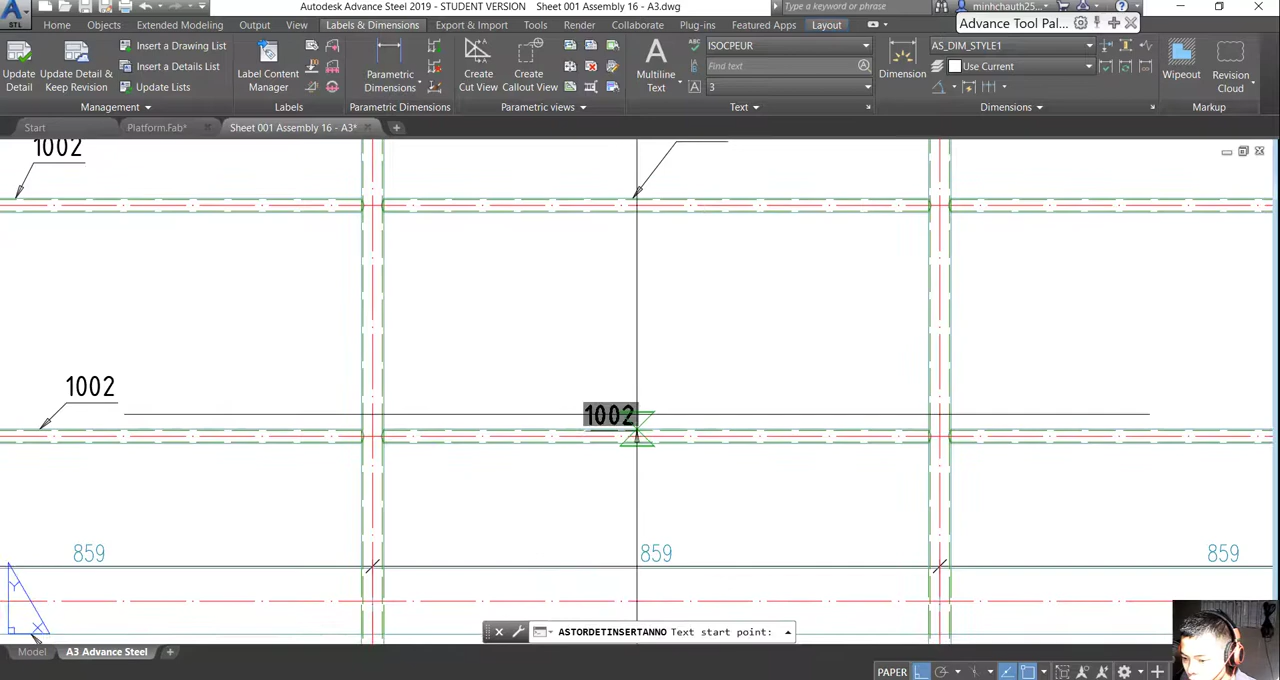 Autodesk Advance Steel 2019 - STUDENT VERSION Sheet 001 Assembly 16 - A3.dwg
Type a keyword or phrase
minhchauth25...
STL
Home Objects Extended Modeling Output View Labels & Dimensions Export & Import Tools Render Collaborate Plug-ins Featured Apps Layout
Advance Tool Pal...
Update Detail
Update Detail & Keep Revision
Insert a Drawing List
Insert a Details List
Update Lists
Management
Label Content Manager
Labels
Parametric Dimensions
Parametric Dimensions
Create Cut View
Create Callout View
Parametric views
Multiline Text
ISOCPEUR
Find text
3
Text
Dimension
AS_DIM_STYLE1
Use Current
Dimensions
Wipeout
Revision Cloud
Markup
Start
Platform.Fab*
Sheet 001 Assembly 16 - A3*
1002
1002
1002
859
859
859
Y
X
ASTORDETINSERTANNO Text start point:
Model
A3 Advance Steel
PAPER